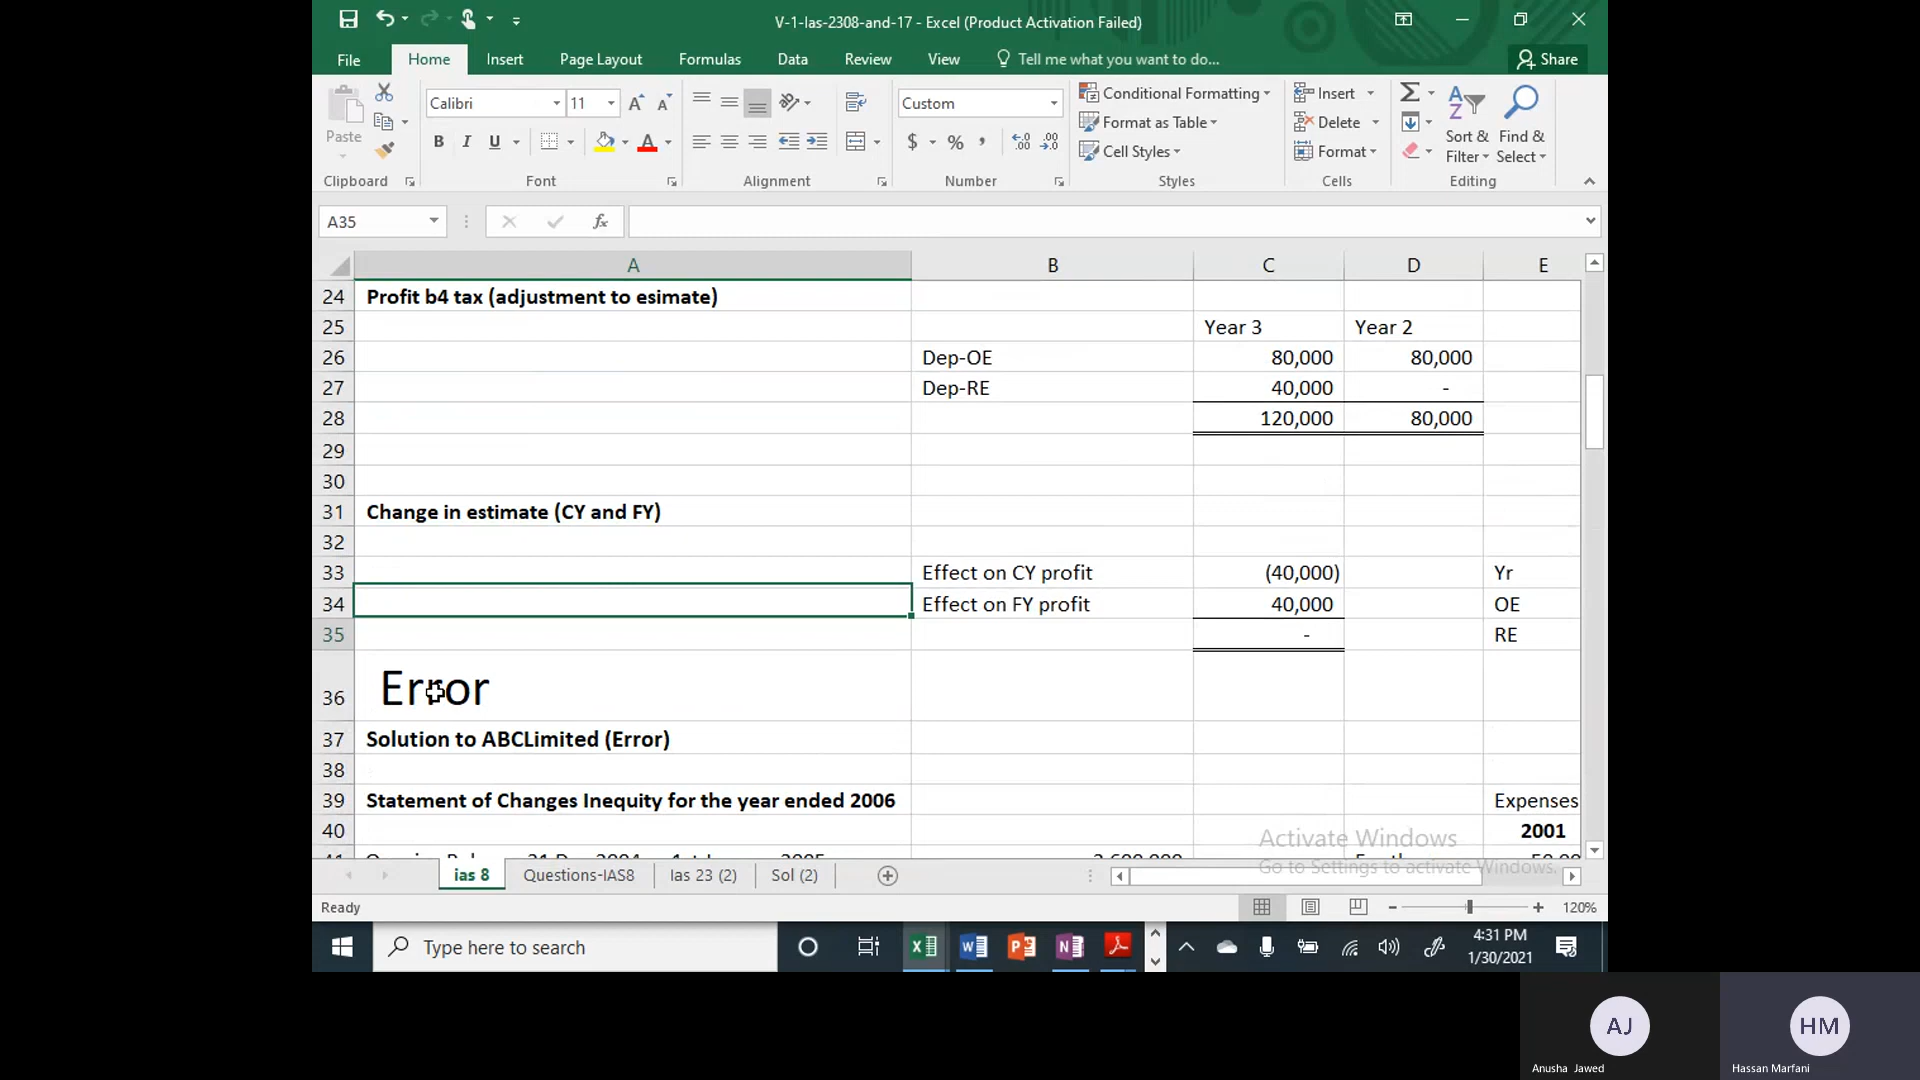 V-1-Ias-2308-and-17 - Excel (Product Activation Failed)
File Home Insert Page Layout Formulas Data Review View Tell me what you want to do... Share
Paste
Calibri 11
B I U
Custom
$ % ,
Conditional Formatting
Format as Table
Cell Styles
Insert
Delete
Format
Sort & Filter
Find & Select
Clipboard Font Alignment Number Styles Cells Editing
A35 fx
A B C D E
24 Profit b4 tax (adjustment to esimate)
25 Year 3 Year 2
26 Dep-OE 80,000 80,000
27 Dep-RE 40,000 -
28 120,000 80,000
29
30
31 Change in estimate (CY and FY)
32
33 Effect on CY profit (40,000) Yr
34 Effect on FY profit 40,000 OE
35 - RE
36 Error
37 Solution to ABCLimited (Error)
38
39 Statement of Changes Inequity for the year ended 2006 Expenses
40 2001
Activate Windows
Go to Settings to activate Windows.
ias 8 Questions-IAS8 Ias 23 (2) Sol (2)
Ready 120%
Type here to search
4:31 PM
1/30/2021
AJ HM
Anusha Jawed Hassan Marfani